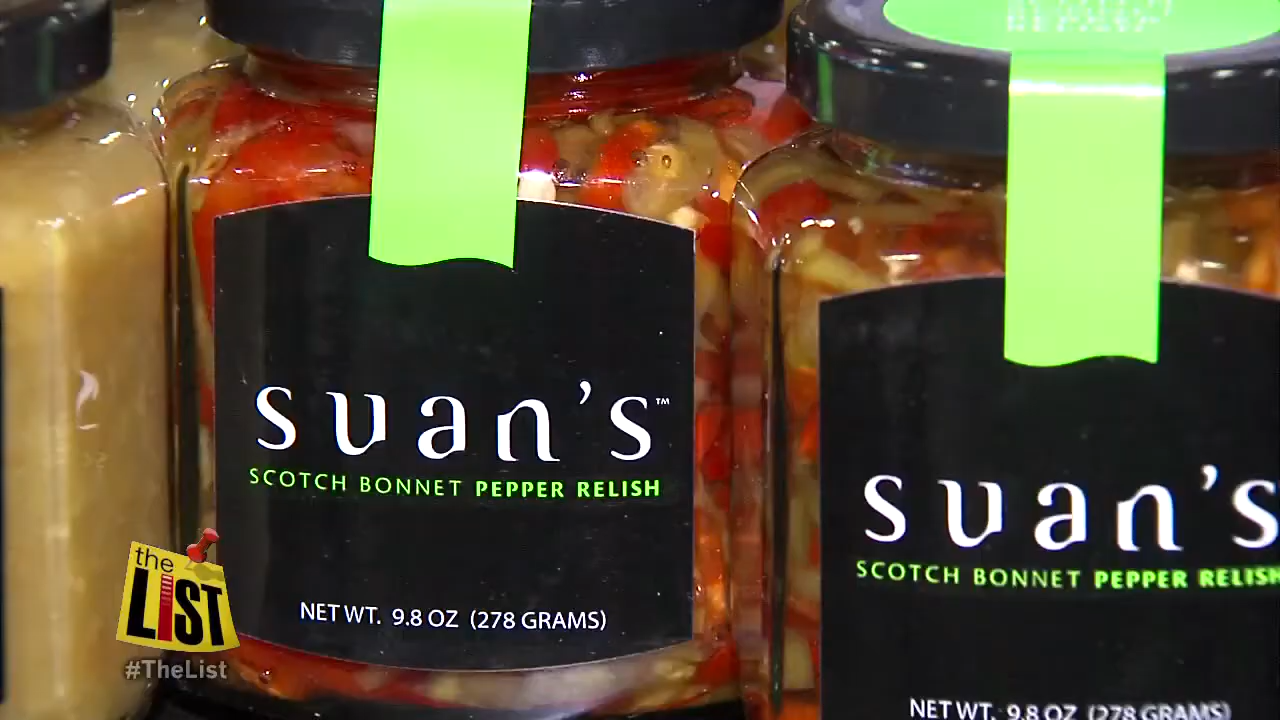 suan's™
SCOTCH BONNET PEPPER RELISH
NET WT. 9.8 OZ (278 GRAMS)
suan's
SCOTCH BONNET PEPPER RELISH
NET WT. 9.8 OZ (278 GRAMS)
the
LIST
#TheList